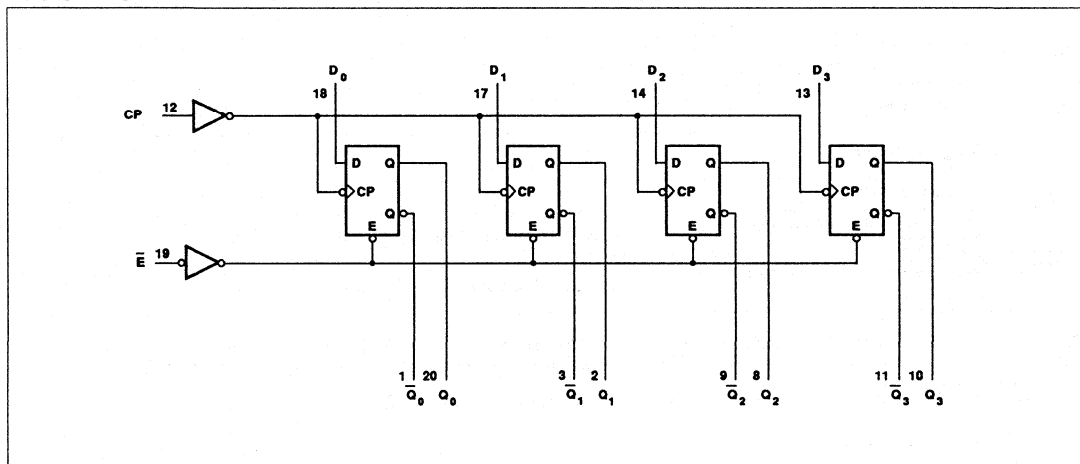 D₀ D₁ D₂ D₃
18 17 14 13
CP 12
D Q D Q D Q D Q
CP CP CP CP
Q Q Q Q
E E E E
E̅ 19
1 20 3 2 9 8 11 10
Q̅₀ Q₀ Q̅₁ Q₁ Q̅₂ Q₂ Q̅₃ Q₃